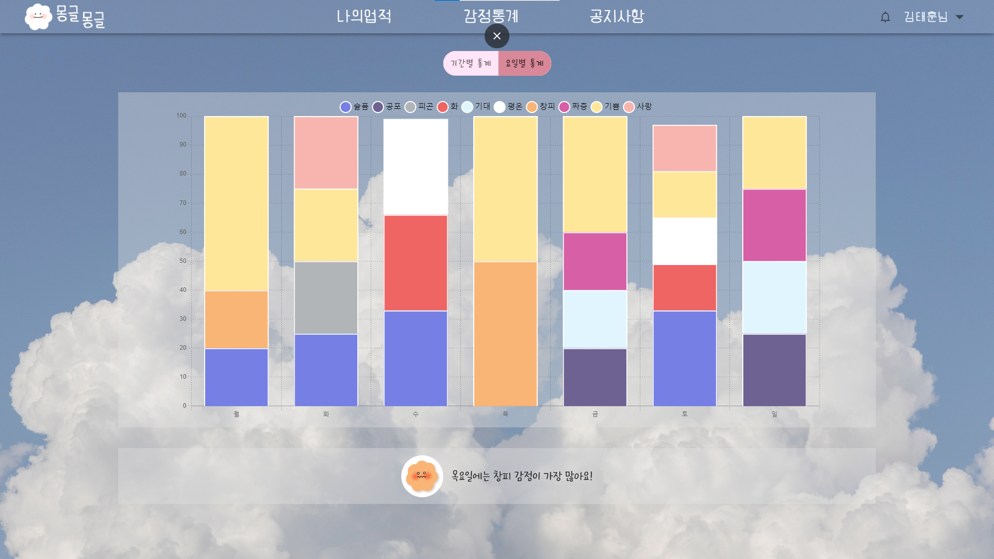 몽글몽글
나의업적 감정통계 공지사항
김태훈님
기간별 통계 요일별 통계
슬픔 공포 피곤 화 기대 평온 창피 짜증 기쁨 사랑
100
90
80
70
60
50
40
30
20
10
0
월 화 수 목 금 토 일
목요일에는 창피 감정이 가장 많아요!